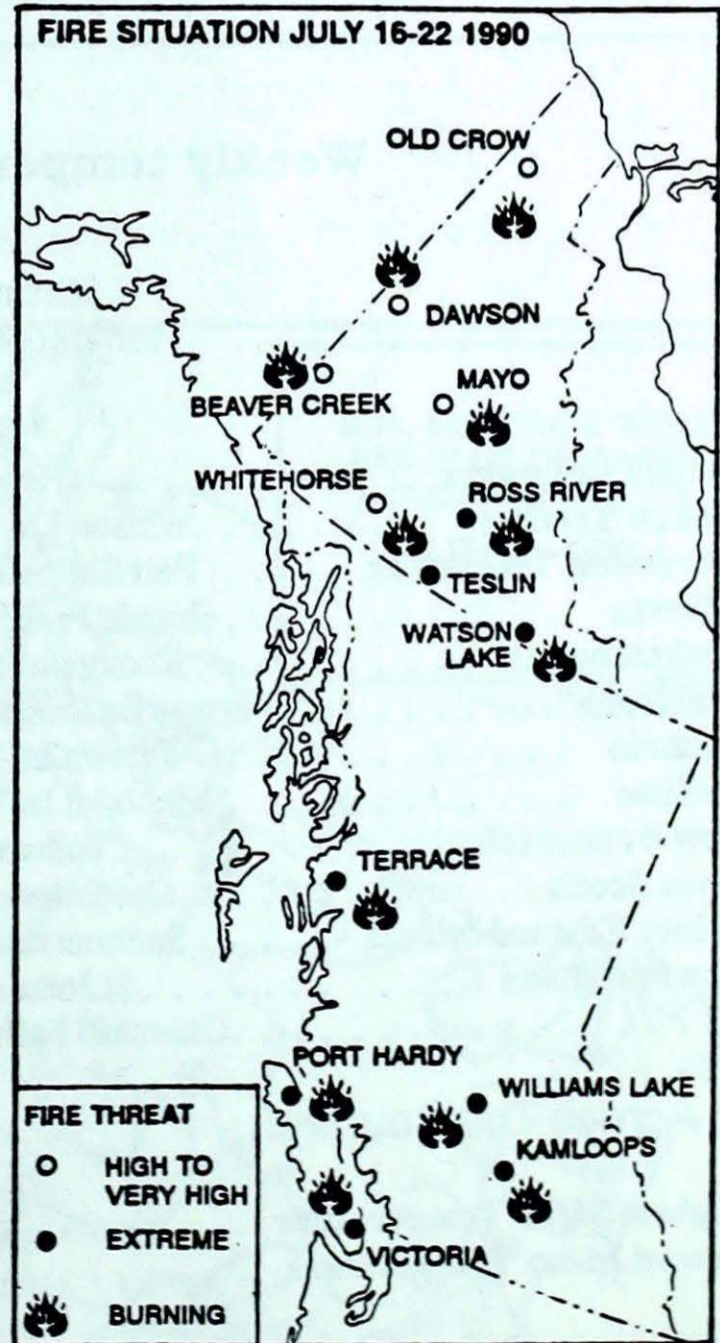 FIRE SITUATION JULY 16-22 1990
OLD CROW
DAWSON
MAYO
BEAVER CREEK
WHITEHORSE
ROSS RIVER
TESLIN
WATSON
LAKE
TERRACE
PORT HARDY
WILLIAMS LAKE
KAMLOOPS
VICTORIA
FIRE THREAT
HIGH TO
VERY HIGH
EXTREME
BURNING